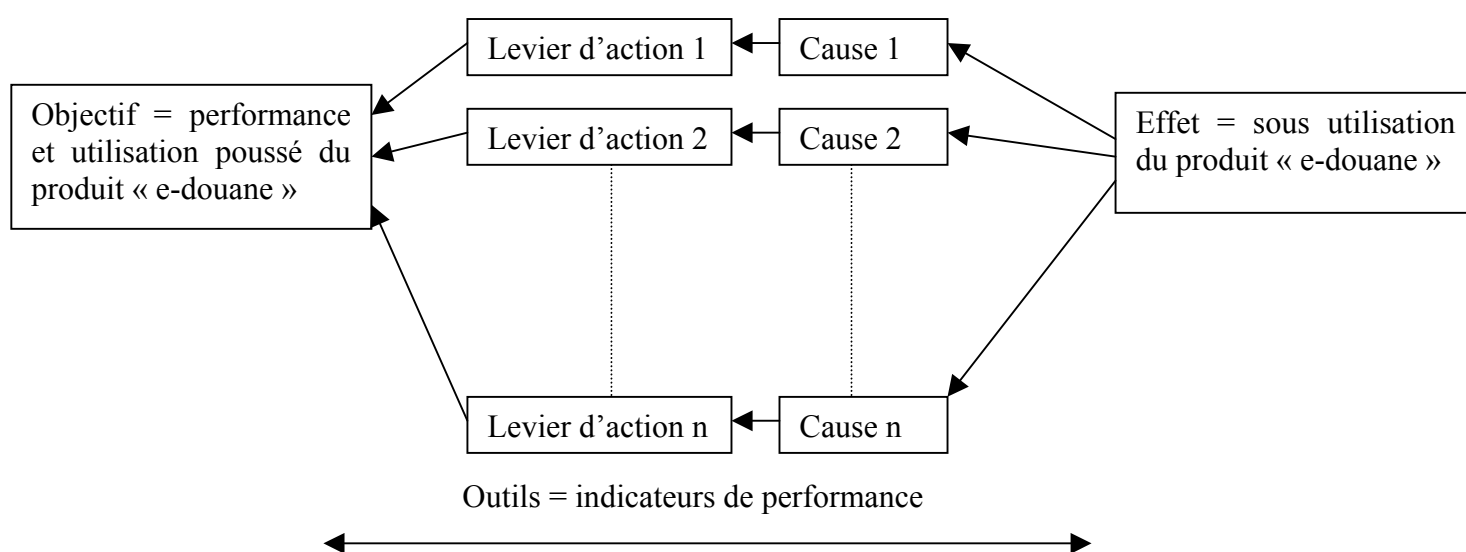 Levier d’action 1
Cause 1
Objectif = performance
et utilisation poussé du
produit « e-douane »
Levier d’action 2
Cause 2
Effet = sous utilisation
du produit « e-douane »
Levier d’action n
Cause n
Outils = indicateurs de performance